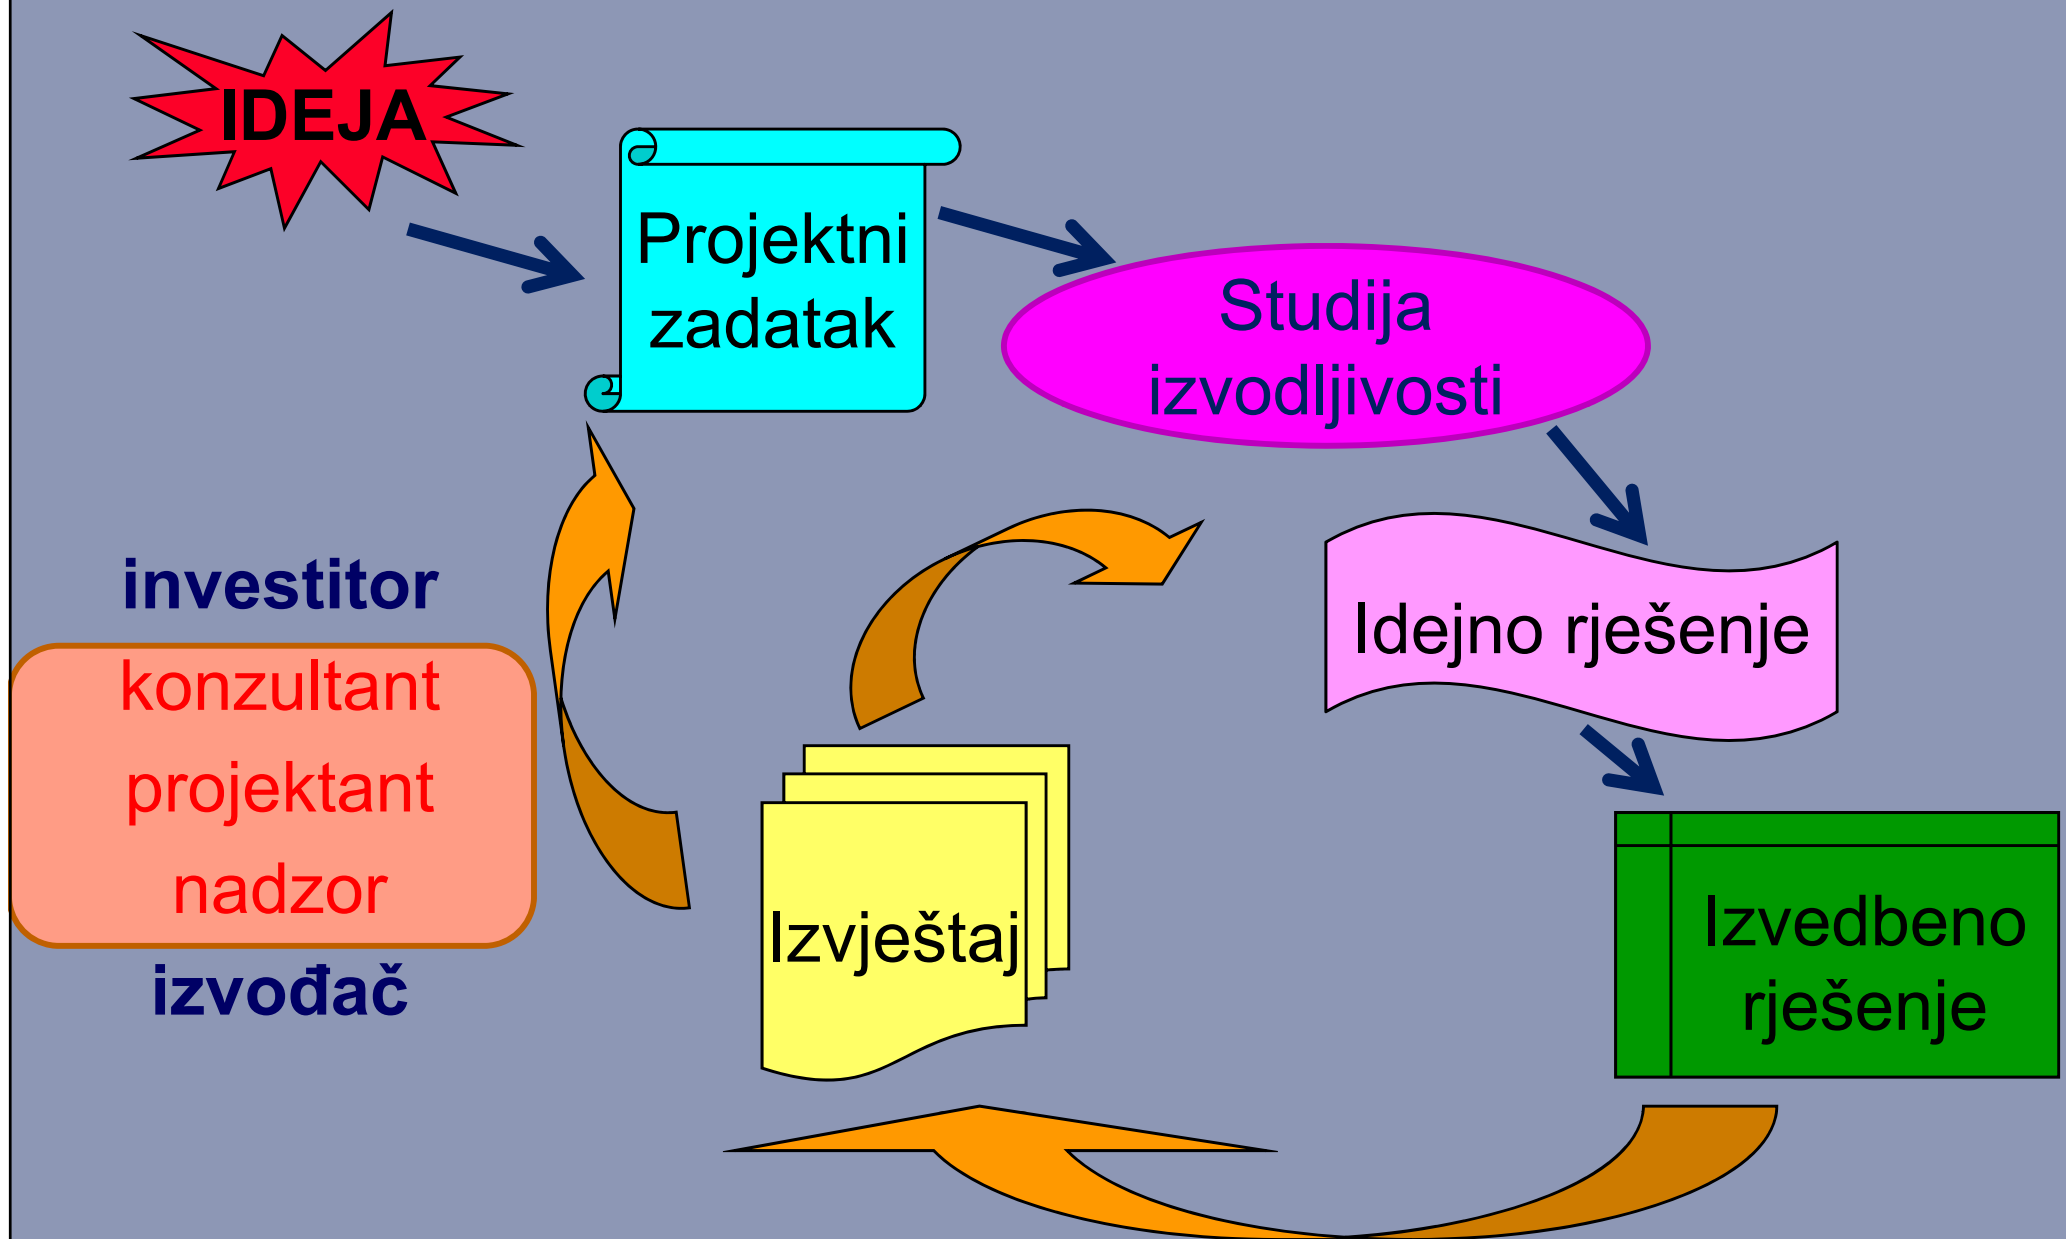 IDEJA
Projektni
zadatak
Studija
izvodljivosti
Idejno rješenje
investitor
konzultant
projektant
nadzor
izvođač
Izvještaj
Izvedbeno
rješenje